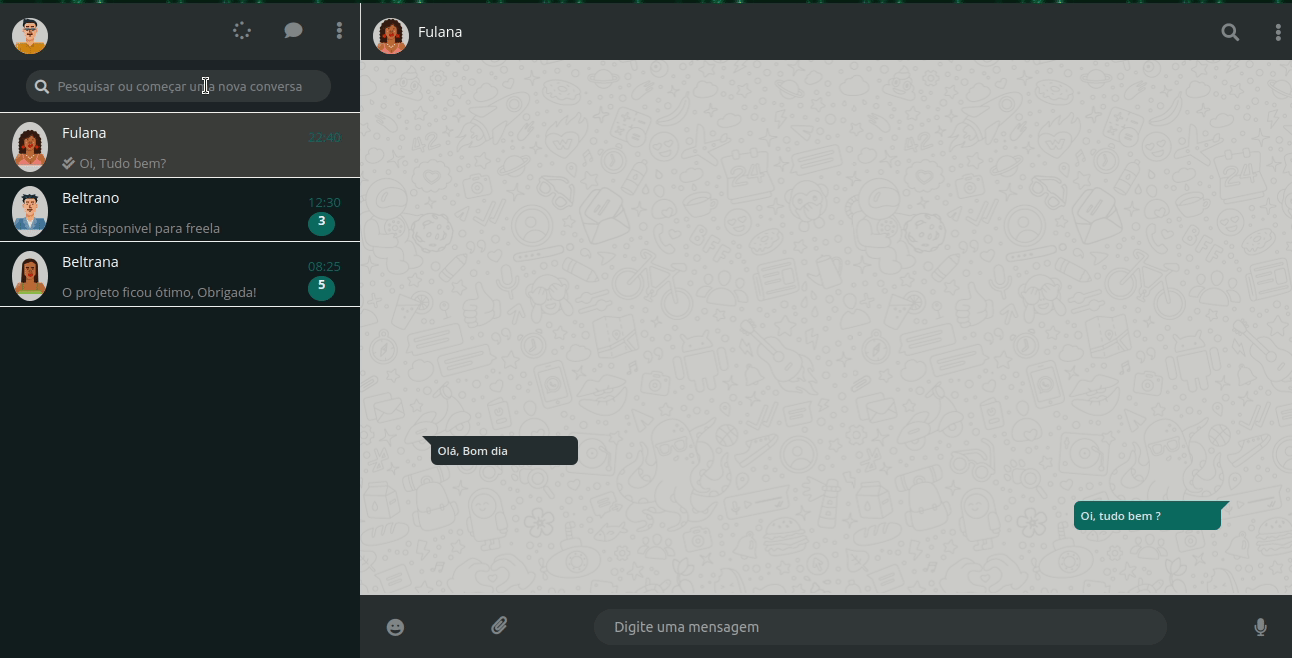 Pesquisar ou começar uma nova conversa
Fulana
22:40
Oi, Tudo bem?
Beltrano
12:30
Está disponivel para freela
3
Beltrana
08:25
O projeto ficou ótimo, Obrigada!
5
Fulana
Olá, Bom dia
Oi, tudo bem ?
Digite uma mensagem